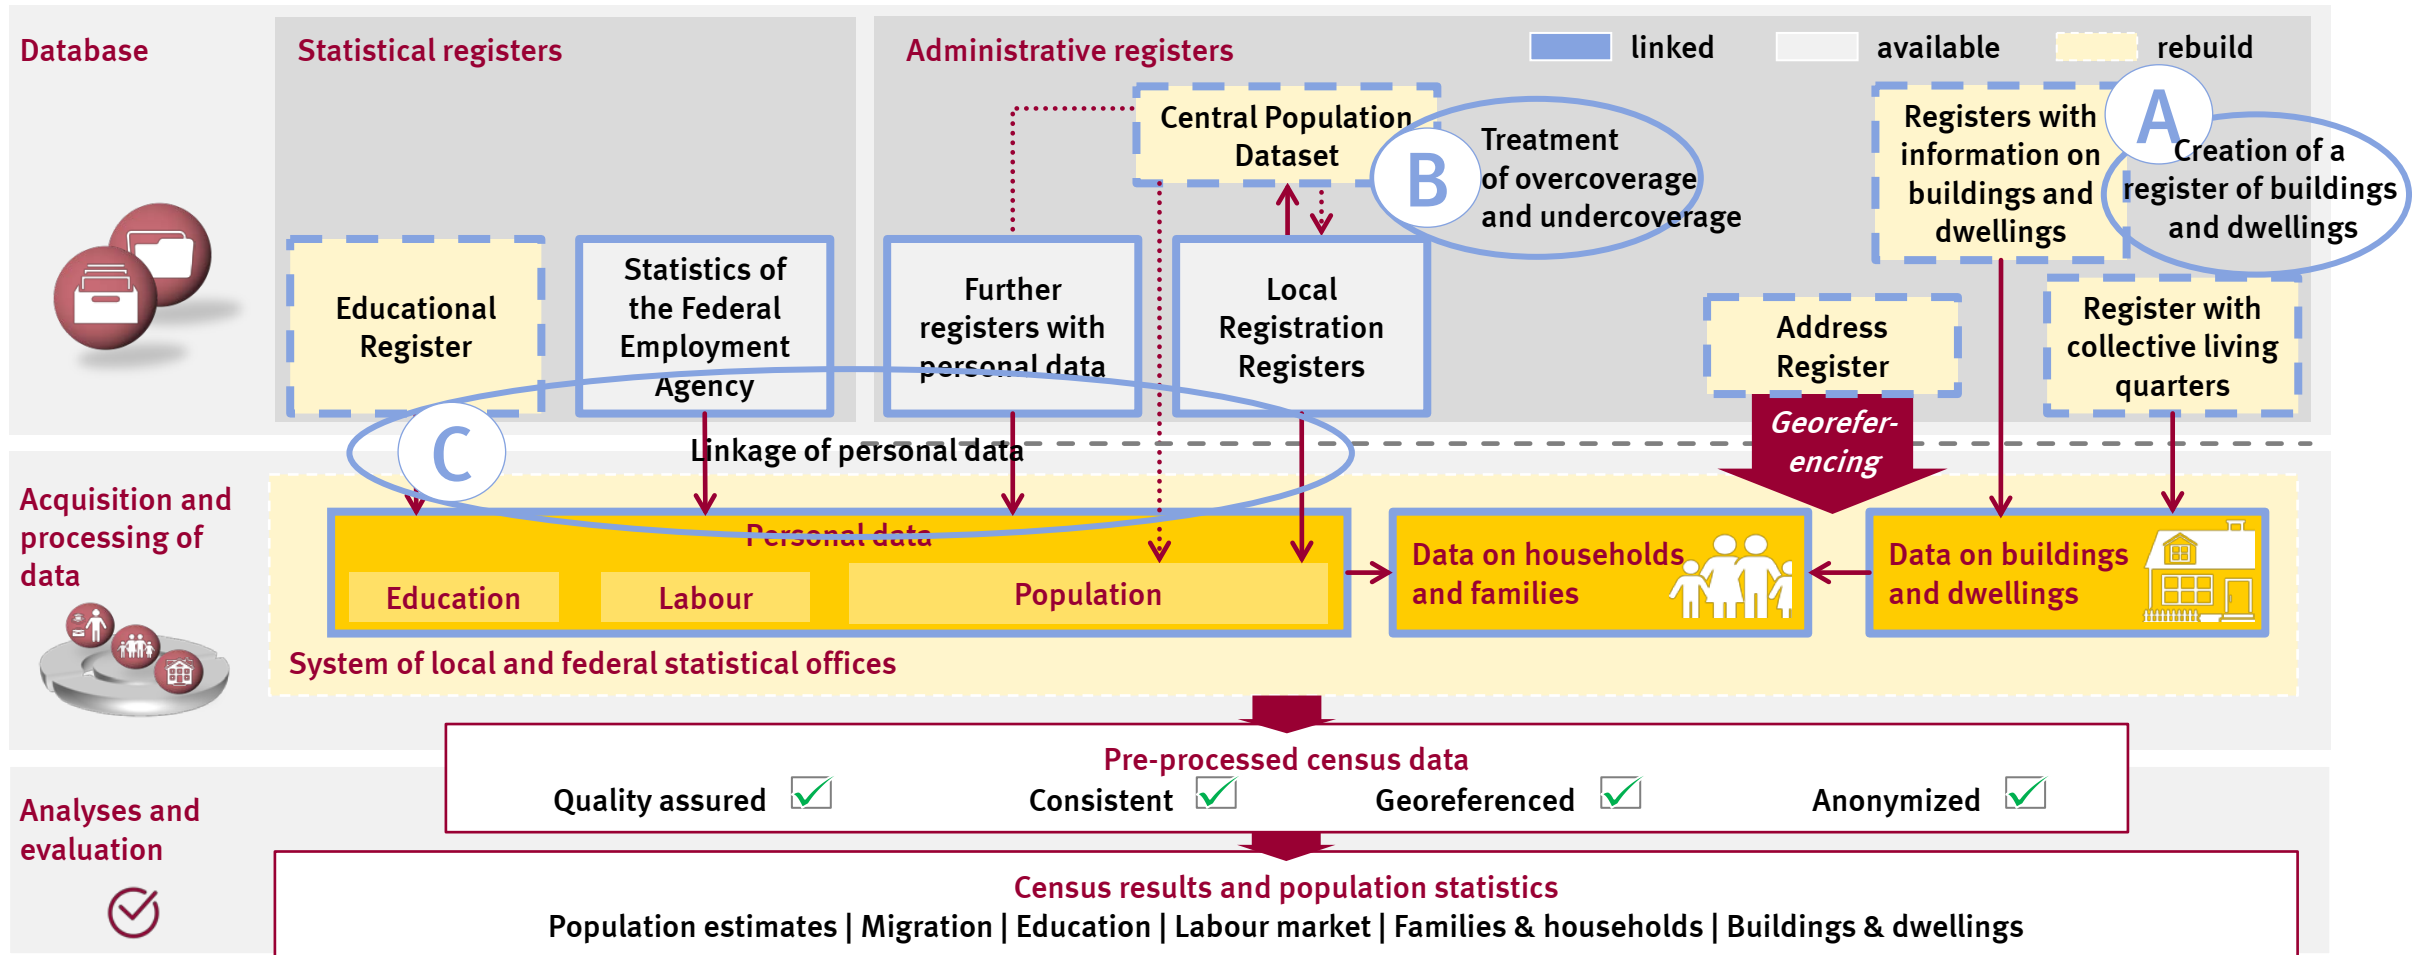 Database
Statistical registers
Administrative registers
linked
available
rebuild
Central Population
Dataset
B
Treatment
of overcoverage
and undercoverage
Registers with
information on
buildings and
dwellings
A
Creation of a
register of buildings
and dwellings
Educational
Register
Statistics of
the Federal
Employment
Agency
Further
registers with
personal data
Local
Registration
Registers
Address
Register
Register with
collective living
quarters
Georefer-
encing
C
Linkage of personal data
Acquisition and
processing of
data
Personal data
Education
Labour
Population
Data on households
and families
Data on buildings
and dwellings
System of local and federal statistical offices
Pre-processed census data
Quality assured
Consistent
Georeferenced
Anonymized
Analyses and
evaluation
Census results and population statistics
Population estimates | Migration | Education | Labour market | Families & households | Buildings & dwellings